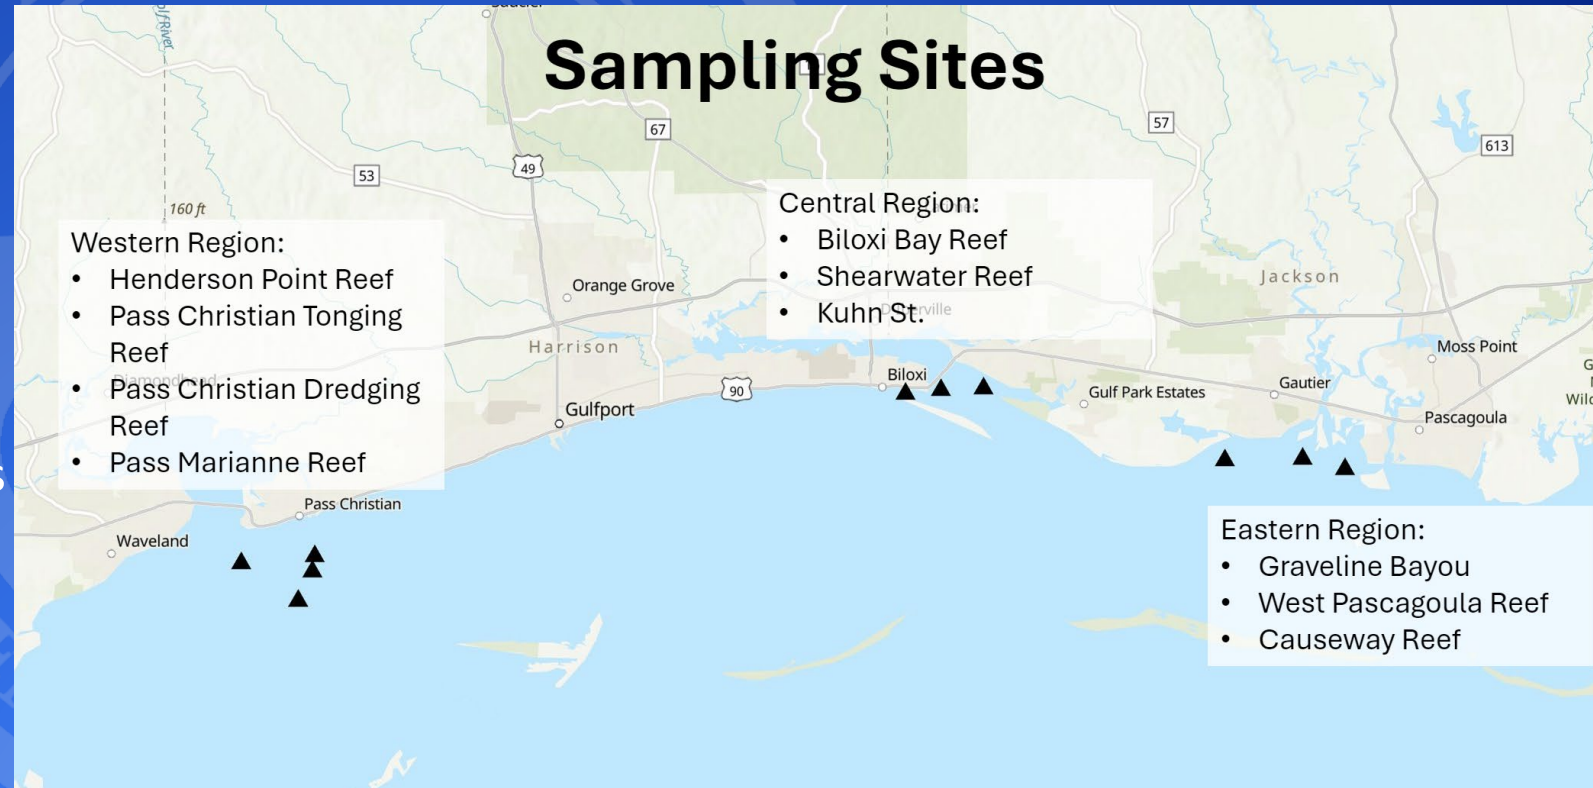 Sampling Sites
67
57
613
49
53
160 ft
Western Region:
• Henderson Point Reef
• Pass Christian Tonging
Reef
• Pass Christian Dredging
Reef
• Pass Marianne Reef
Central Region:
• Biloxi Bay Reef
• Shearwater Reef
• Kuhn St.
Orange Grove
Jackson
Harrison
Moss Point
Biloxi
90
Gulf Park Estates
Gautier
Gulfport
Pascagoula
Pass Christian
Waveland
Eastern Region:
• Graveline Bayou
• West Pascagoula Reef
• Causeway Reef